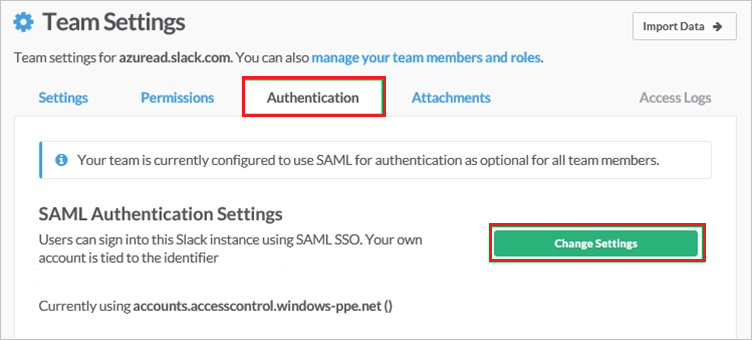 Team Settings
Import Data
Team settings for azuread.slack.com. You can also manage your team members and roles.
Settings Permissions Authentication Attachments Access Logs
Your team is currently configured to use SAML for authentication as optional for all team members.
SAML Authentication Settings
Users can sign into this Slack instance using SAML SSO. Your own
account is tied to the identifier
Change Settings
Currently using accounts.accesscontrol.windows-ppe.net ()